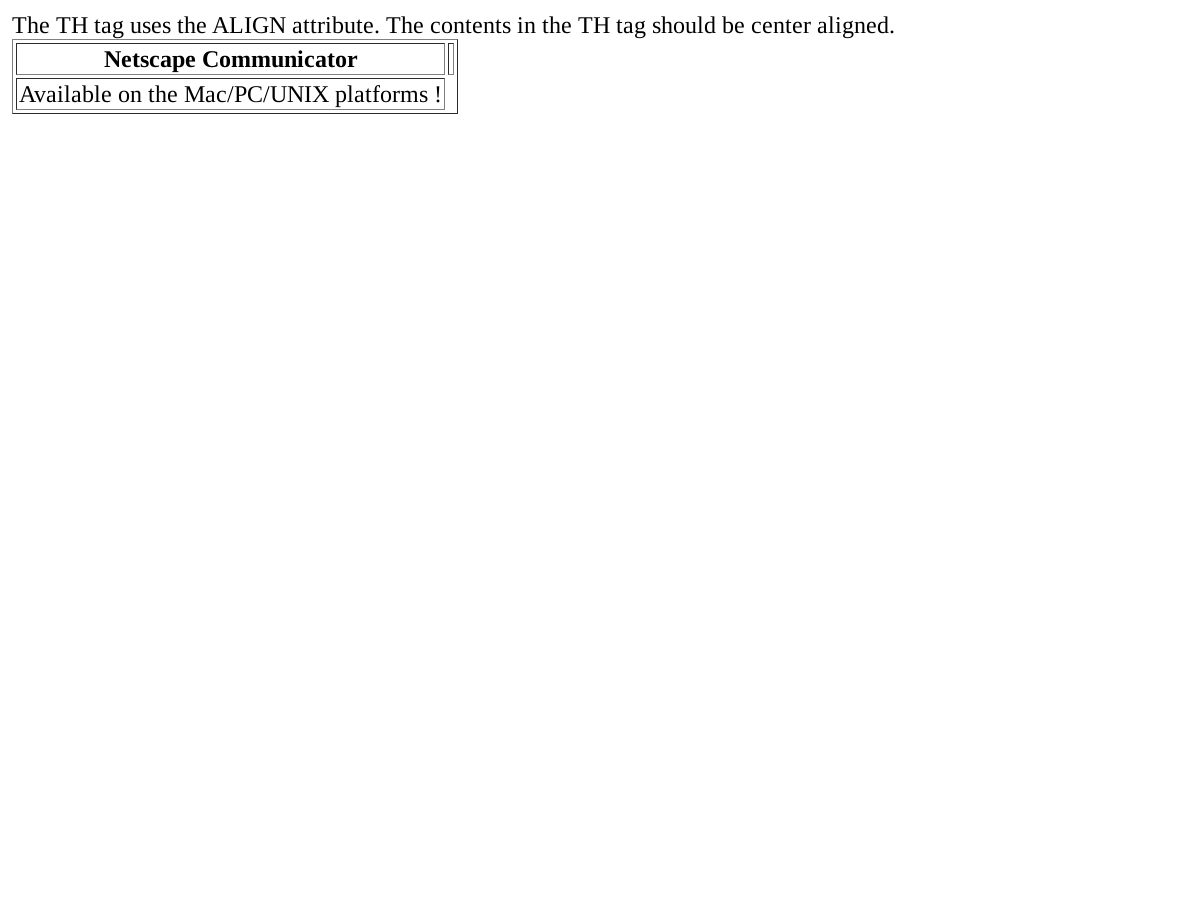 The TH tag uses the ALIGN attribute. The contents in the TH tag should be center aligned.
Netscape Communicator
Available on the Mac/PC/UNIX platforms !